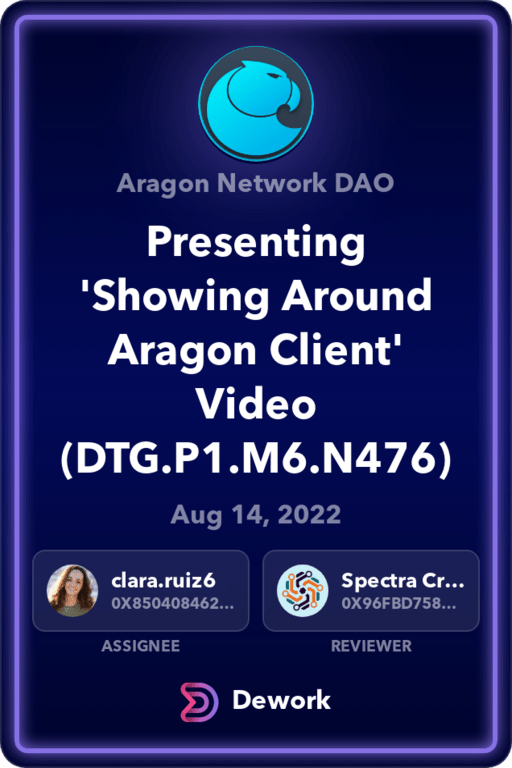 Aragon Network DAO
Presenting
'Showing Around
Aragon Client'
Video
(DTG.P1.M6.N476)
Aug 14, 2022
clara.ruiz6
0X850408462...
Spectra Cr...
0X96FBD758...
ASSIGNEE
REVIEWER
Dework